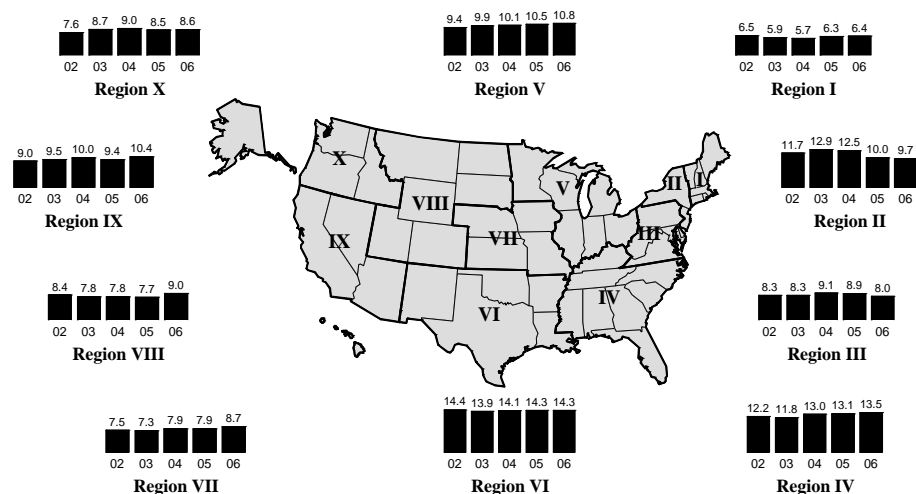 7.6 8.7 9.0 8.5 8.6
02 03 04 05 06
Region X
9.4 9.9 10.1 10.5 10.8
02 03 04 05 06
Region V
6.5 5.9 5.7 6.3 6.4
02 03 04 05 06
Region I
9.0 9.5 10.0 9.4 10.4
02 03 04 05 06
Region IX
11.7 12.9 12.5 10.0 9.7
02 03 04 05 06
Region II
X
V
II
I
VIII
IX
VII
III
VI
IV
8.4 7.8 7.8 7.7 9.0
02 03 04 05 06
Region VIII
8.3 8.3 9.1 8.9 8.0
02 03 04 05 06
Region III
7.5 7.3 7.9 7.9 8.7
02 03 04 05 06
Region VII
14.4 13.9 14.1 14.3 14.3
02 03 04 05 06
Region VI
12.2 11.8 13.0 13.1 13.5
02 03 04 05 06
Region IV